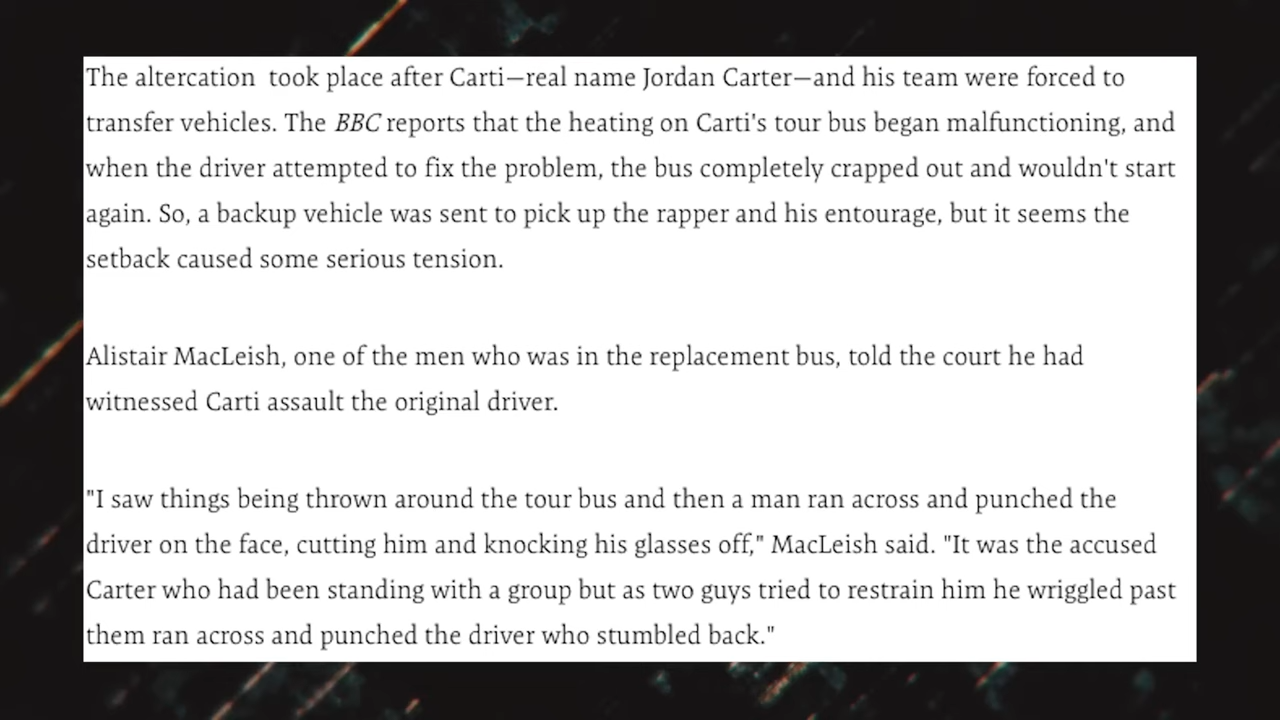 The altercation  took place after Carti—real name Jordan Carter—and his team were forced to
transfer vehicles. The BBC reports that the heating on Carti's tour bus began malfunctioning, and
when the driver attempted to fix the problem, the bus completely crapped out and wouldn't start
again. So, a backup vehicle was sent to pick up the rapper and his entourage, but it seems the
setback caused some serious tension.
Alistair MacLeish, one of the men who was in the replacement bus, told the court he had
witnessed Carti assault the original driver.
"I saw things being thrown around the tour bus and then a man ran across and punched the
driver on the face, cutting him and knocking his glasses off," MacLeish said. "It was the accused
Carter who had been standing with a group but as two guys tried to restrain him he wriggled past
them ran across and punched the driver who stumbled back."